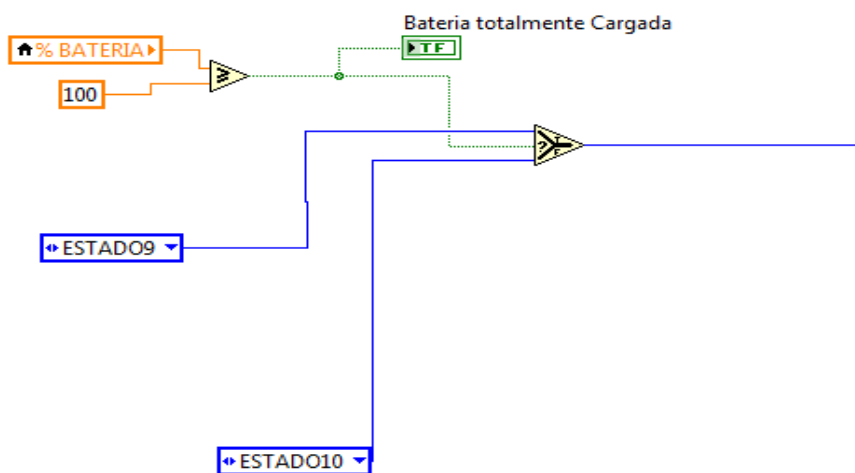 Bateria totalmente Cargada
% BATERIA
TF
≥
100
?
T
F
ESTADO9
ESTADO10